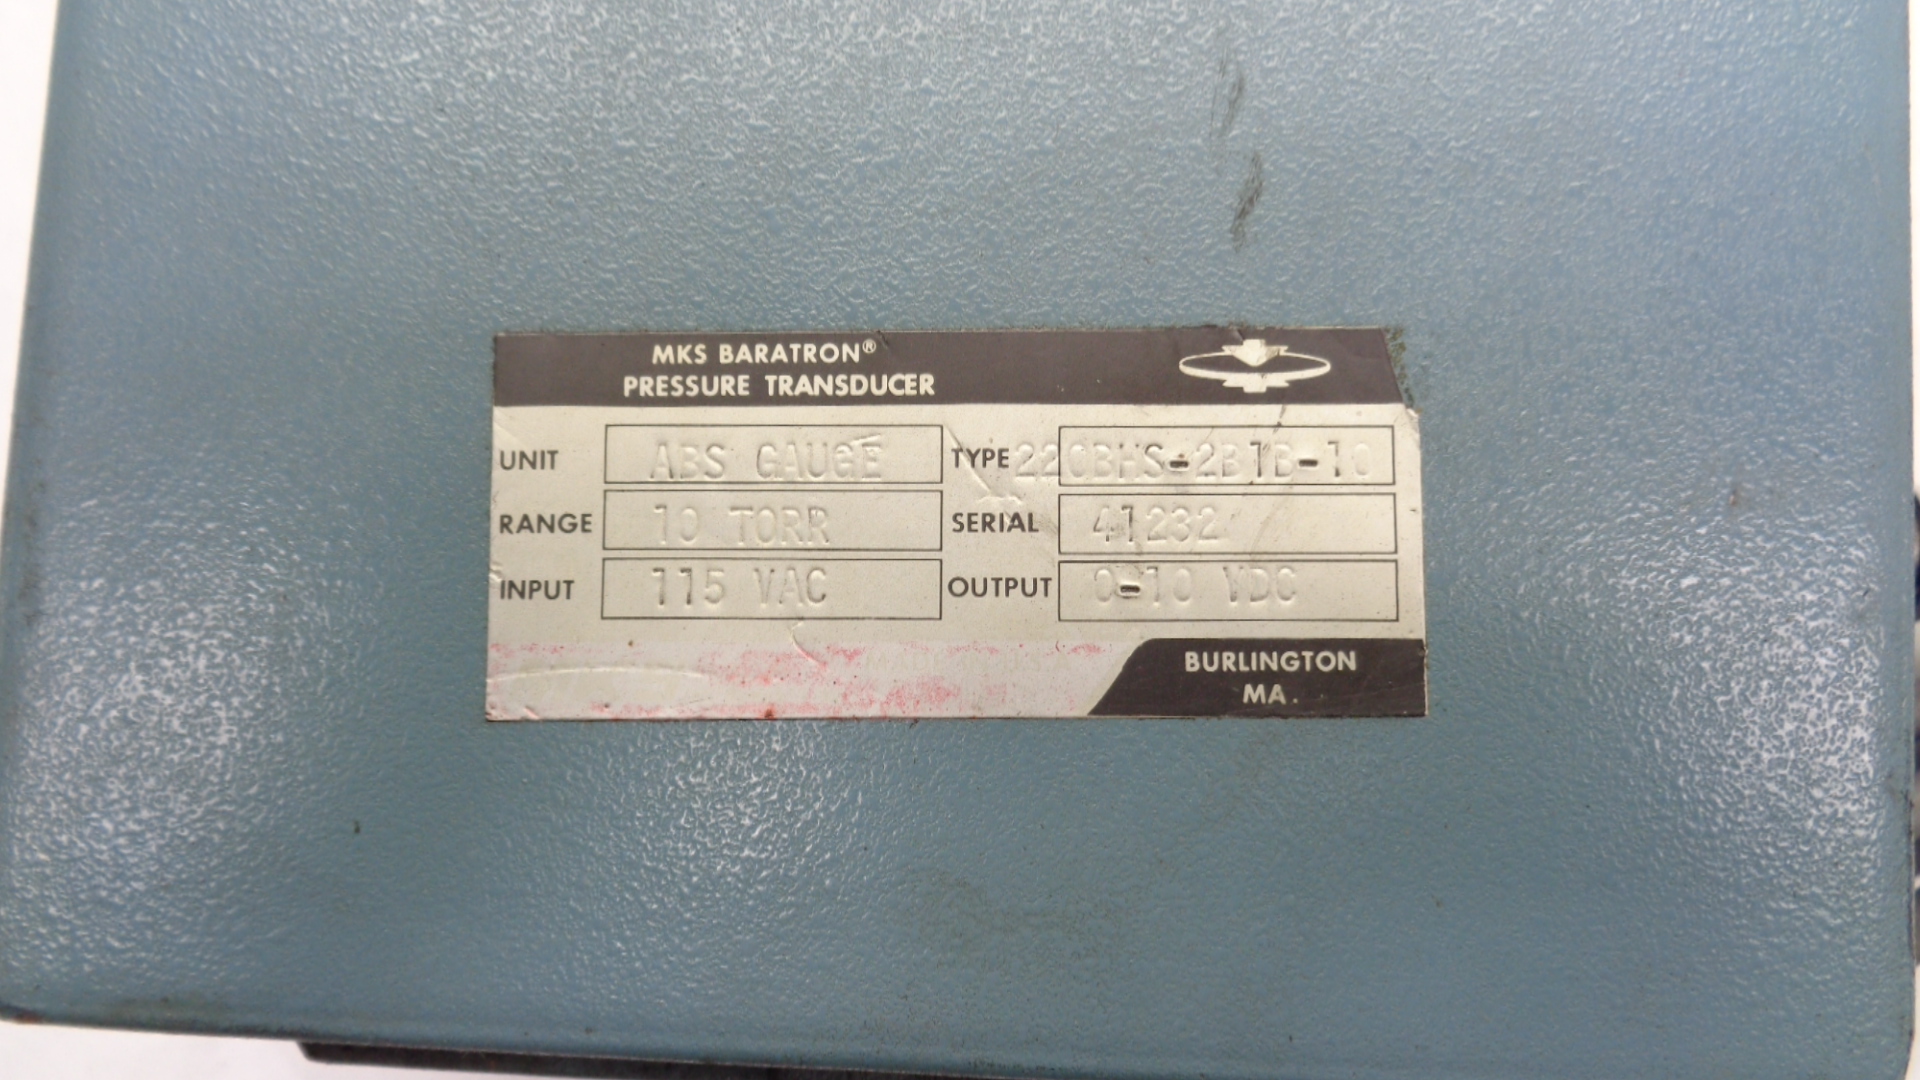 MKS BARATRON®
PRESSURE TRANSDUCER
UNIT ABS GAUGE TYPE 220BHS-2B1B-10
RANGE 10 TORR SERIAL 41232
INPUT 115 VAC OUTPUT 0-10 VDC
BURLINGTON
MA.